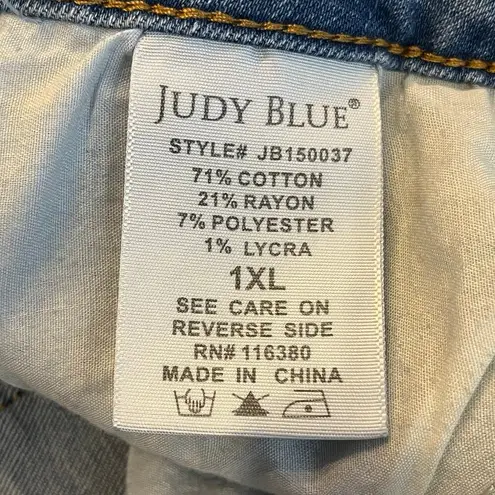 JUDY BLUE®
STYLE# JB150037
71% COTTON
21% RAYON
7% POLYESTER
1% LYCRA
1XL
SEE CARE ON
REVERSE SIDE
RN# 116380
MADE IN CHINA